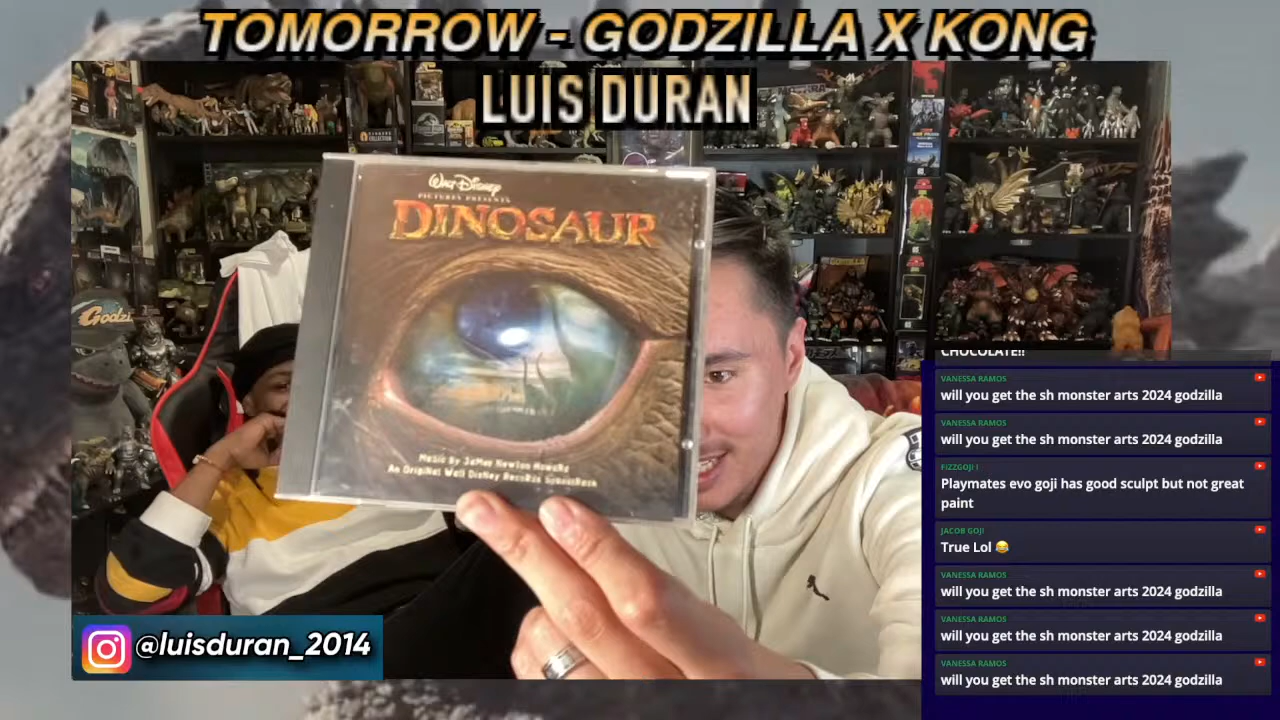 TOMORROW - GODZILLA X KONG
LUIS DURAN
WALT DISNEY
PICTURES PRESENTS
DINOSAUR
Music By James Newton Howard
An Original Walt Disney Records Soundtrack
GODZILLA
Godzi
@luisduran_2014
CHOCOLATE!!
VANESSA RAMOS
will you get the sh monster arts 2024 godzilla
VANESSA RAMOS
will you get the sh monster arts 2024 godzilla
FIZZGOJI I
Playmates evo goji has good sculpt but not great
paint
JACOB GOJI
True Lol 😂
VANESSA RAMOS
will you get the sh monster arts 2024 godzilla
VANESSA RAMOS
will you get the sh monster arts 2024 godzilla
VANESSA RAMOS
will you get the sh monster arts 2024 godzilla